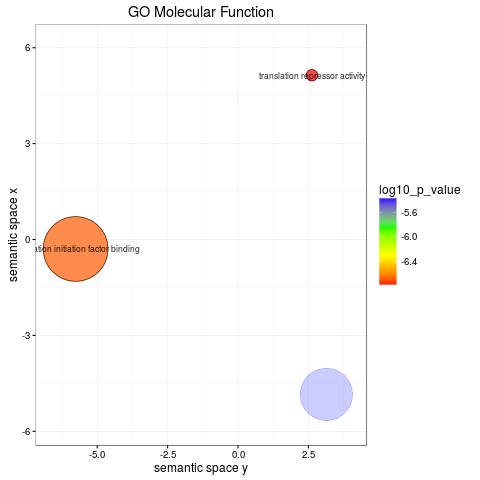 GO Molecular Function
6
translation repressor activity
3
0
ation initiation factor binding
-3
-6
-5.0
-2.5
0.0
2.5
semantic space y
semantic space x
log10_p_value
-5.6
-6.0
-6.4